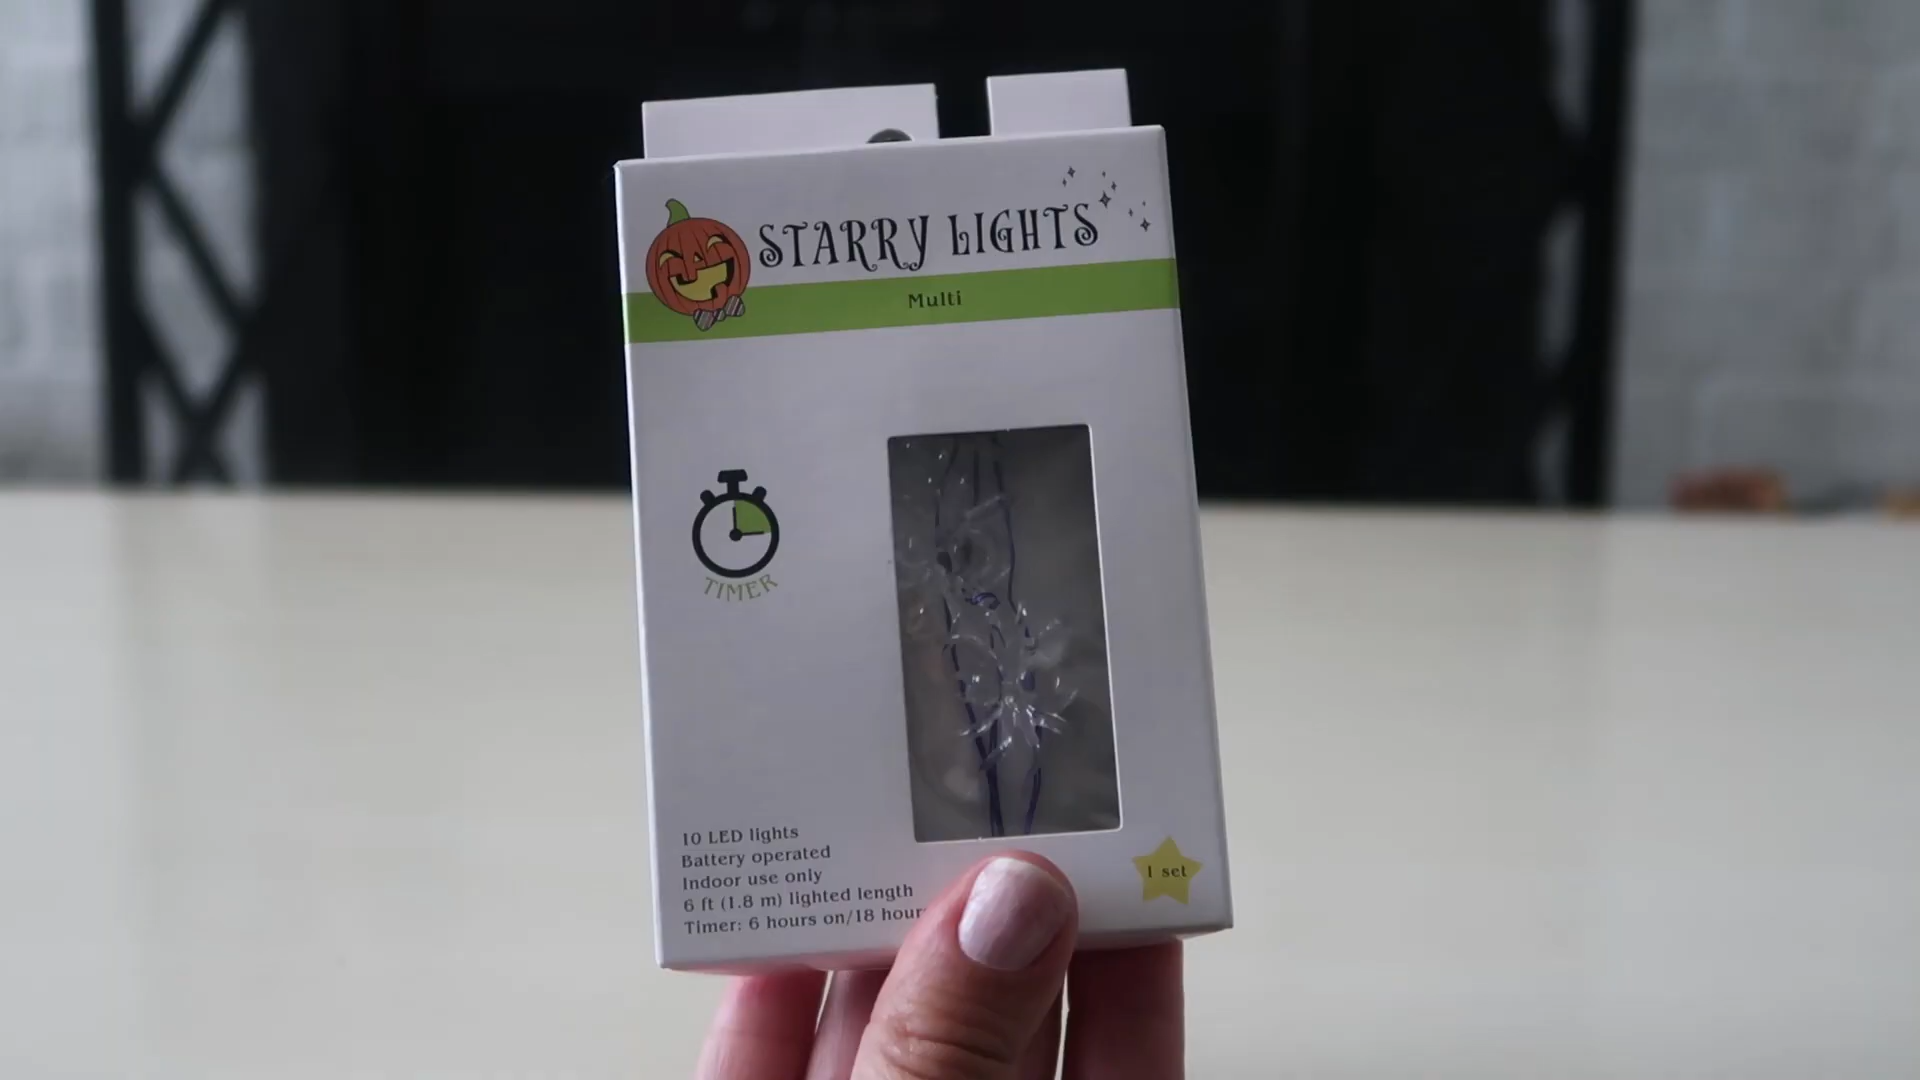 STARRY LIGHTS
Multi
TIMER
10 LED lights
Battery operated
Indoor use only
6 ft (1.8 m) lighted length
Timer: 6 hours on/18
1 set